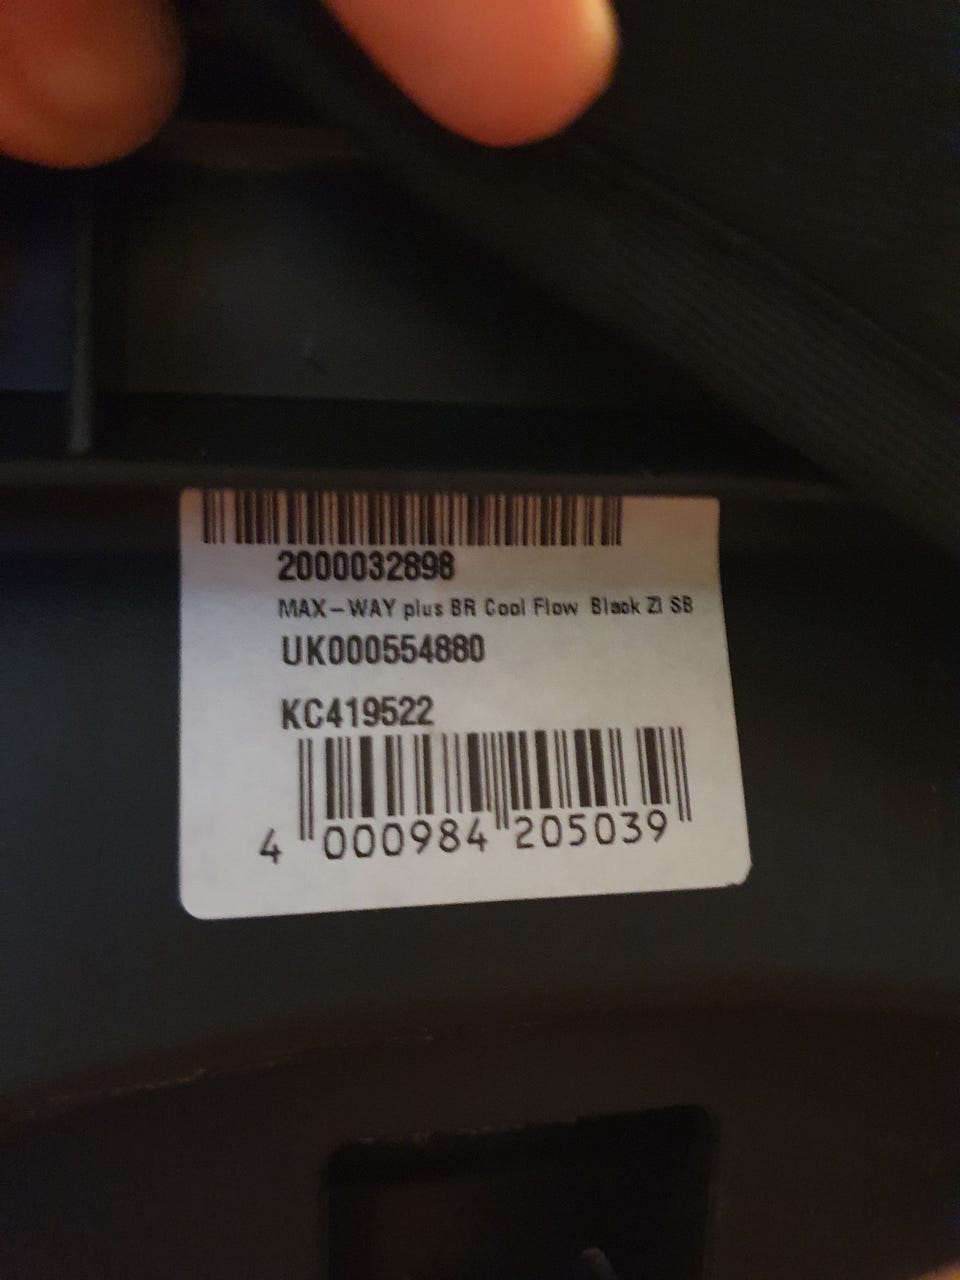 2000032898
MAX-WAY plus BR Cool Flow Black ZI SB
UK000554880
KC419522
4 000984 205039